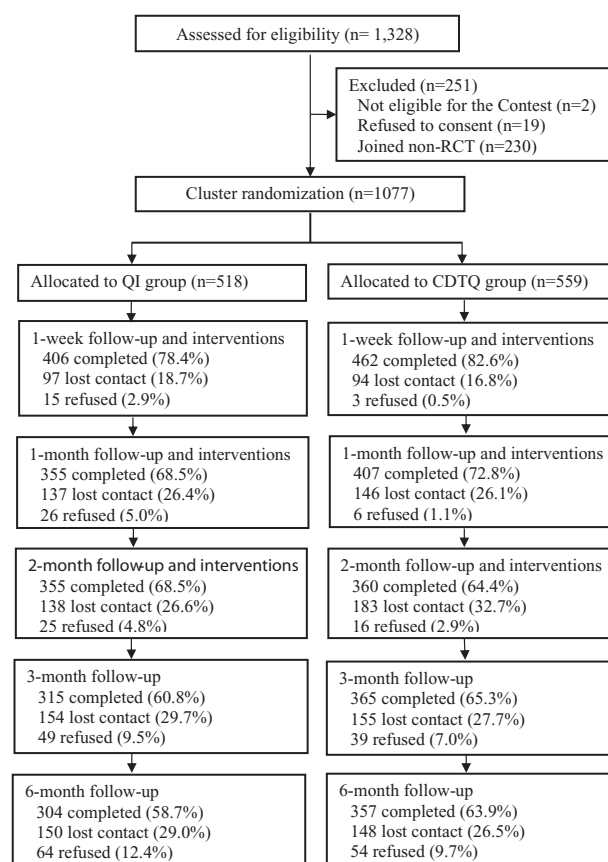 Assessed for eligibility (n= 1,328)
Excluded (n=251)
Not eligible for the Contest (n=2)
Refused to consent (n=19)
Joined non-RCT (n=230)
Cluster randomization (n=1077)
Allocated to QI group (n=518)
1-week follow-up and interventions
406 completed (78.4%)
97 lost contact (18.7%)
15 refused (2.9%)
1-month follow-up and interventions
355 completed (68.5%)
137 lost contact (26.4%)
26 refused (5.0%)
2-month follow-up and interventions
355 completed (68.5%)
138 lost contact (26.6%)
25 refused (4.8%)
3-month follow-up
315 completed (60.8%)
154 lost contact (29.7%)
49 refused (9.5%)
6-month follow-up
304 completed (58.7%)
150 lost contact (29.0%)
64 refused (12.4%)
Allocated to CDTQ group (n=559)
1-week follow-up and interventions
462 completed (82.6%)
94 lost contact (16.8%)
3 refused (0.5%)
1-month follow-up and interventions
407 completed (72.8%)
146 lost contact (26.1%)
6 refused (1.1%)
2-month follow-up and interventions
360 completed (64.4%)
183 lost contact (32.7%)
16 refused (2.9%)
3-month follow-up
365 completed (65.3%)
155 lost contact (27.7%)
39 refused (7.0%)
6-month follow-up
357 completed (63.9%)
148 lost contact (26.5%)
54 refused (9.7%)